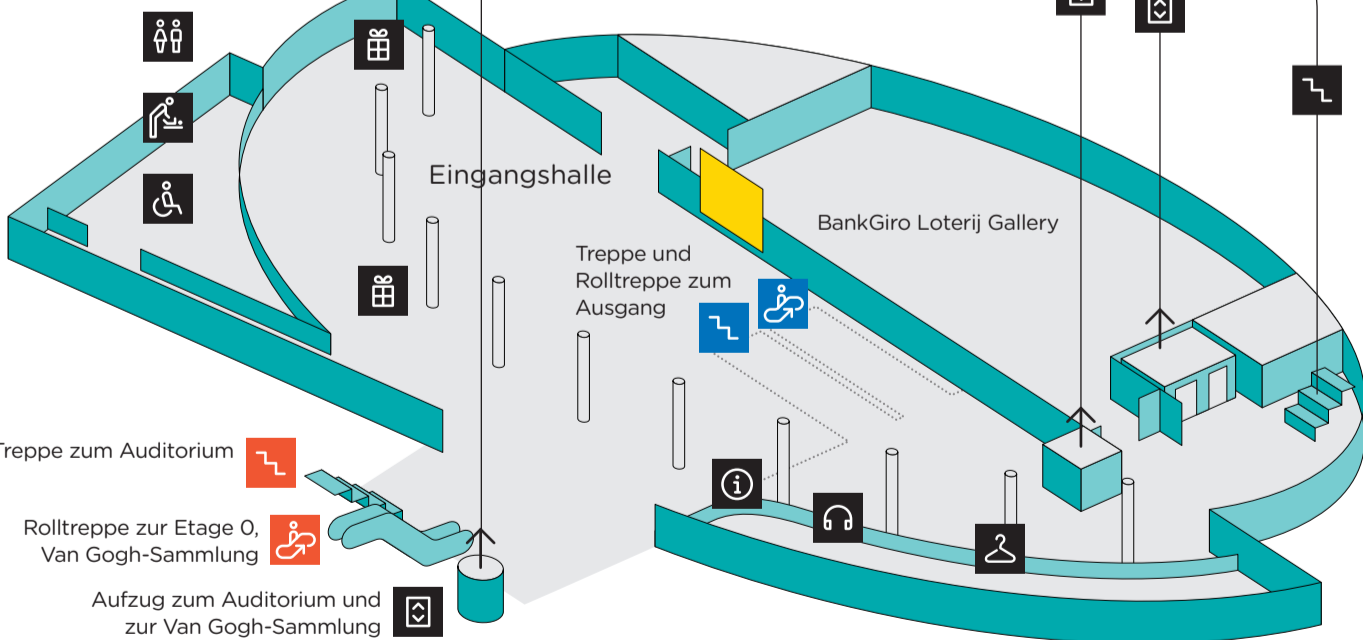 Eingangshalle
BankGiro Loterij Gallery
Treppe und
Rolltreppe zum
Ausgang
Treppe zum Auditorium
Rolltreppe zur Etage 0,
Van Gogh-Sammlung
Aufzug zum Auditorium und
zur Van Gogh-Sammlung